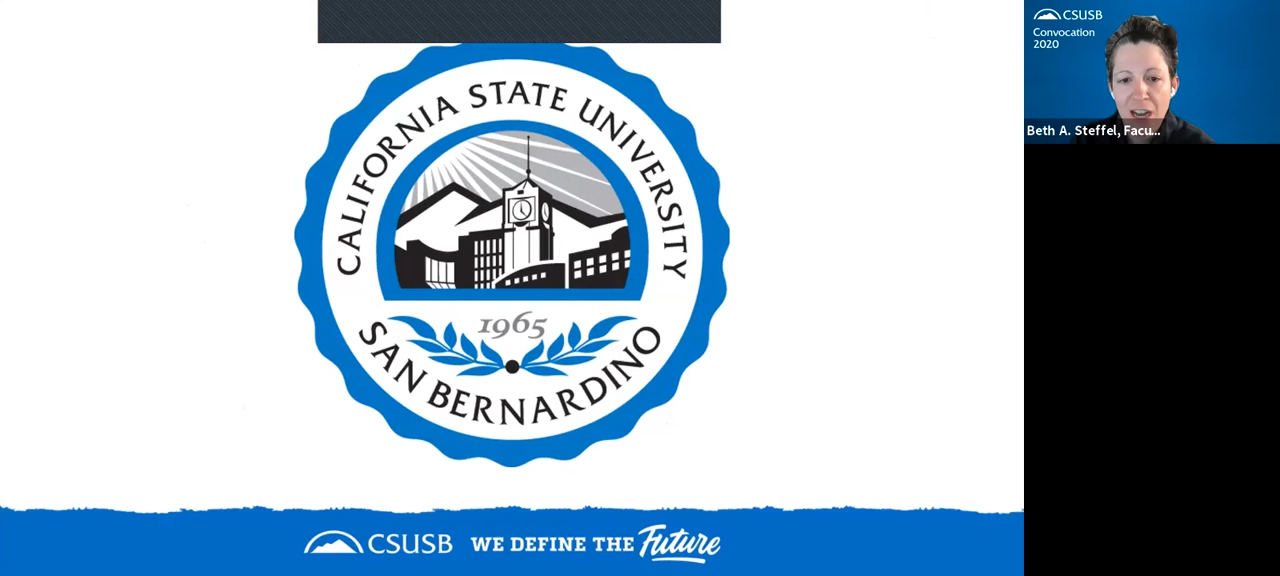 CALIFORNIA STATE UNIVERSITY
1965
SAN BERNARDINO
CSUSB WE DEFINE THE Future
CSUSB
Convocation
2020
Beth A. Steffel, Facu...